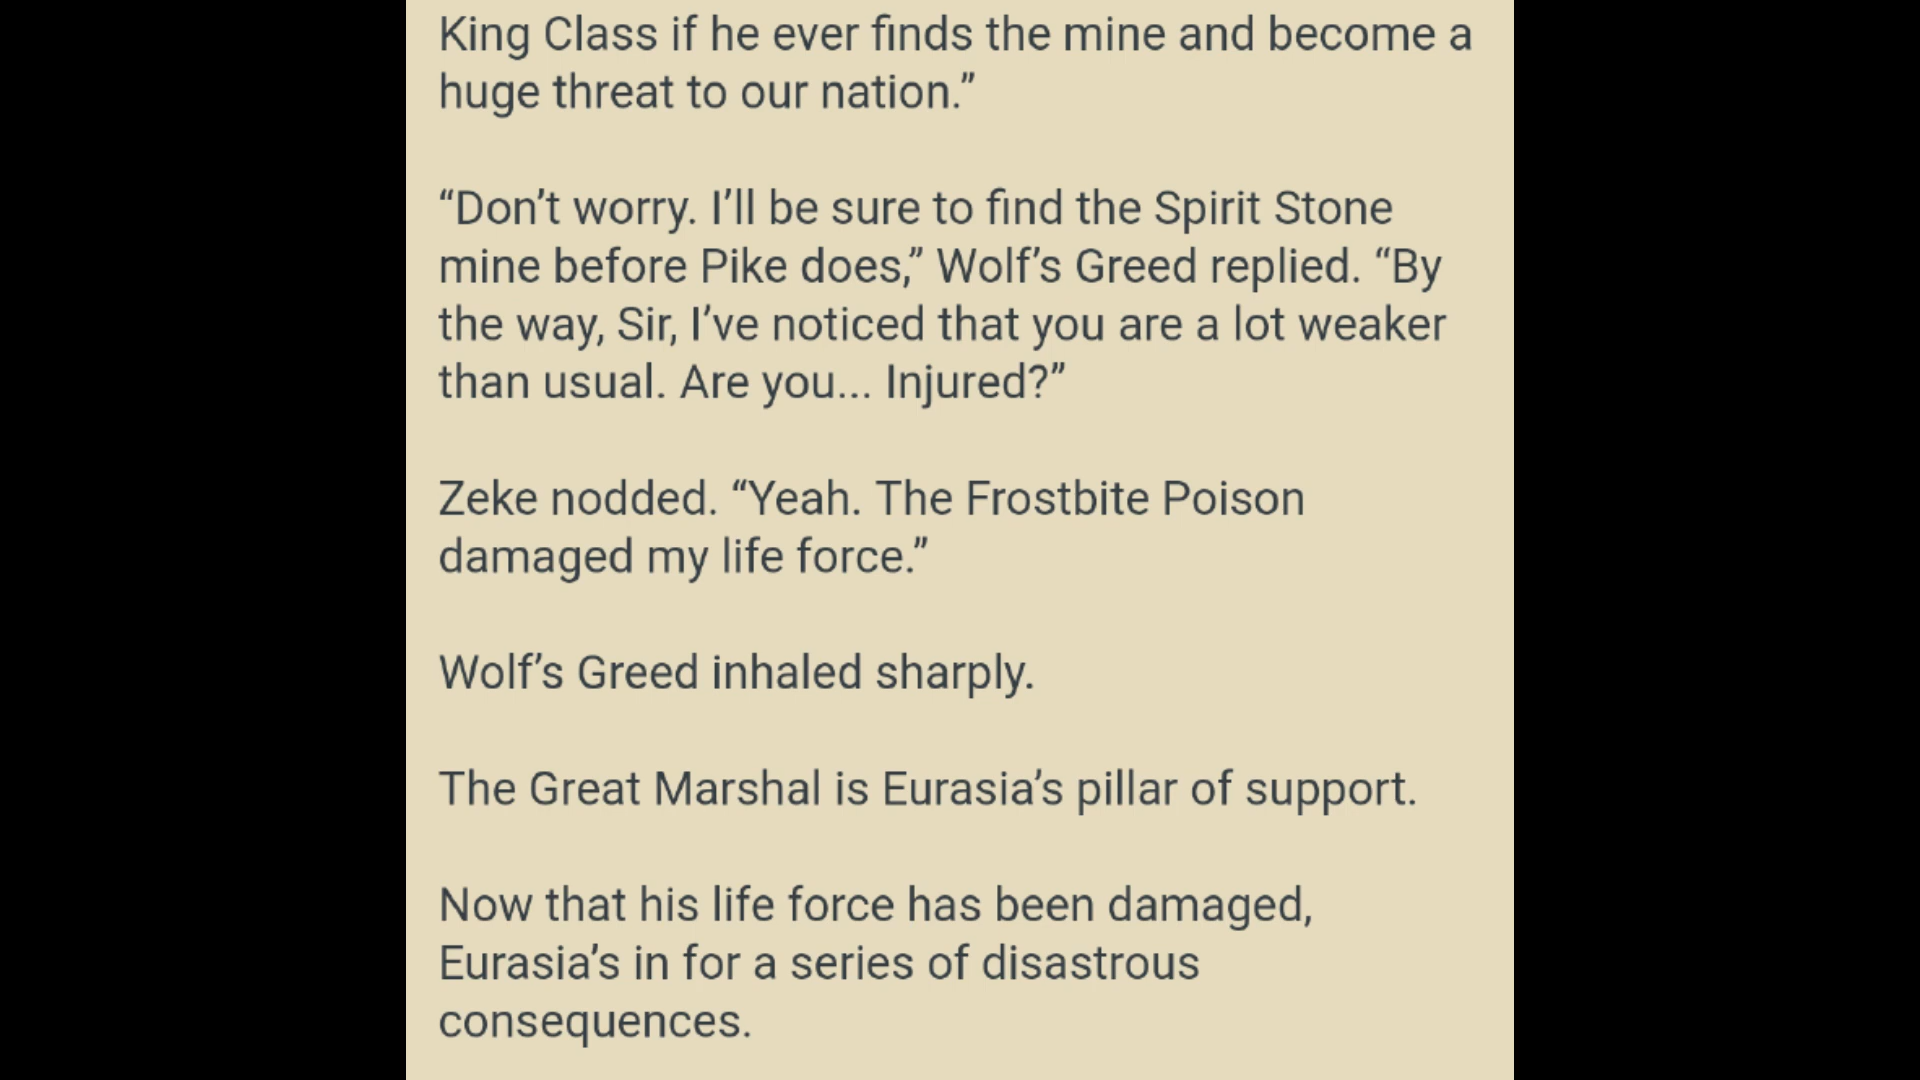 King Class if he ever finds the mine and become a
huge threat to our nation.”
“Don’t worry. I’ll be sure to find the Spirit Stone
mine before Pike does,” Wolf’s Greed replied. “By
the way, Sir, I’ve noticed that you are a lot weaker
than usual. Are you... Injured?”
Zeke nodded. “Yeah. The Frostbite Poison
damaged my life force.”
Wolf’s Greed inhaled sharply.
The Great Marshal is Eurasia’s pillar of support.
Now that his life force has been damaged,
Eurasia’s in for a series of disastrous
consequences.